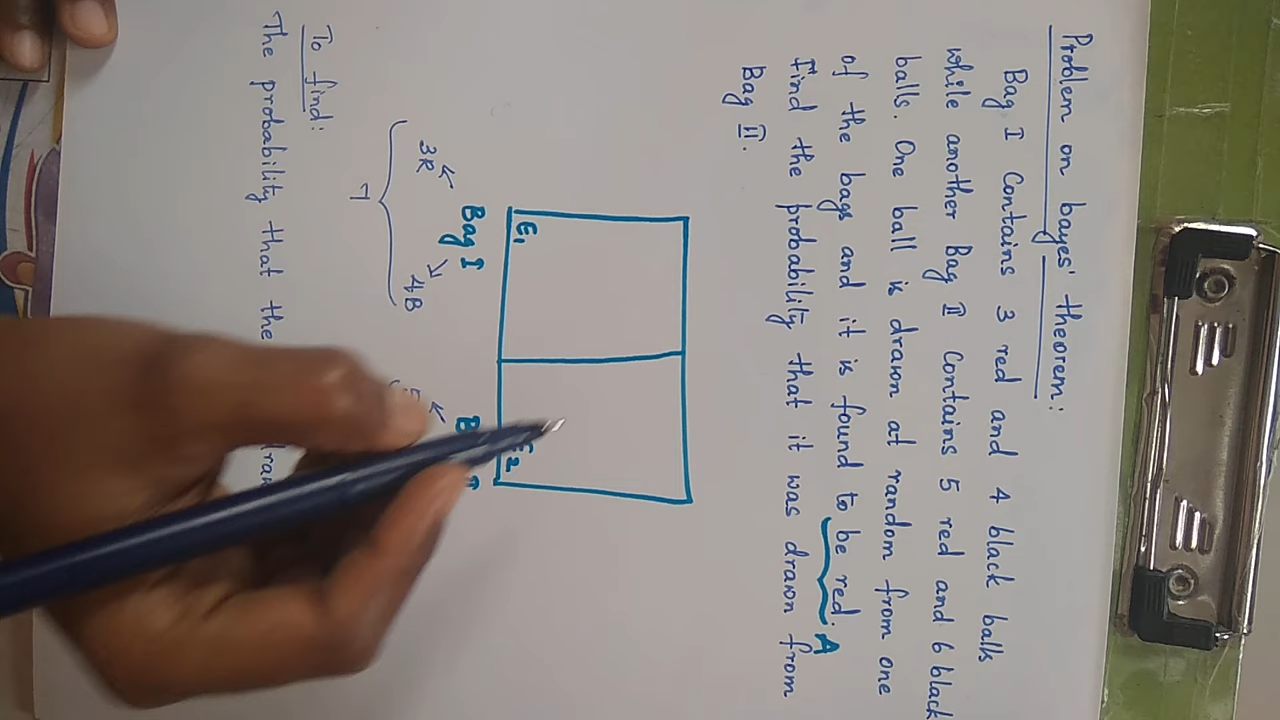 Problem on bayes' theorem:
Bag I Contains 3 red and 4 black balls
while another Bag II Contains 5 red and 6 black
balls. One ball is drawn at random from one
of the bags and it is found to be red. A
Find the probability that it was drawn from
Bag II.
E1
E2
Bag I
3R
4B
7
5
To find:
The probability that the